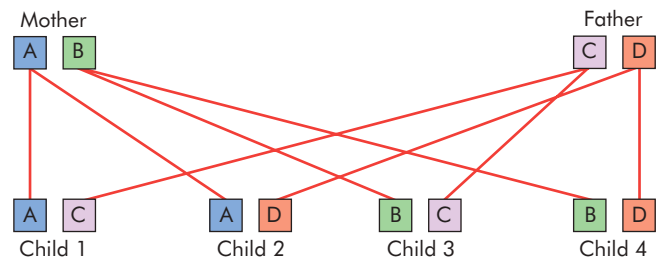 Mother Father
A B C D
A C A D B C B D
Child 1 Child 2 Child 3 Child 4